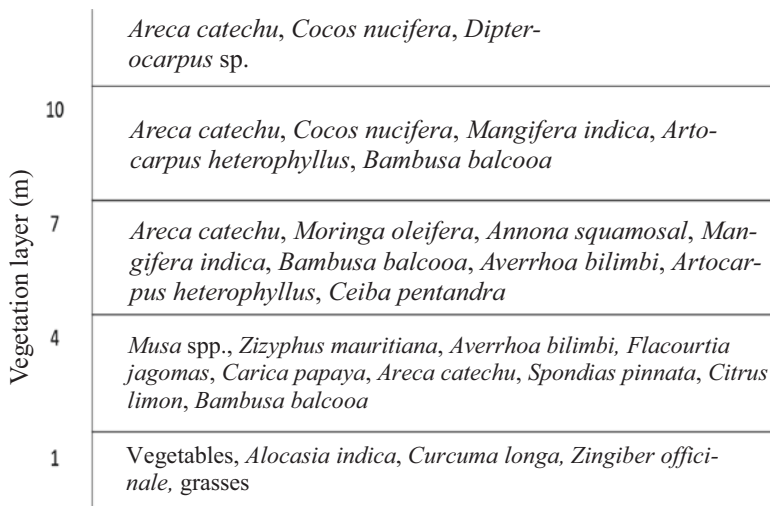 Areca catechu, Cocos nucifera, Dipter-
ocarpus sp.
10
Areca catechu, Cocos nucifera, Mangifera indica, Arto-
carpus heterophyllus, Bambusa balcooa
7
Areca catechu, Moringa oleifera, Annona squamosal, Man-
gifera indica, Bambusa balcooa, Averrhoa bilimbi, Artocar-
pus heterophyllus, Ceiba pentandra
4
Musa spp., Zizyphus mauritiana, Averrhoa bilimbi, Flacourtia
jagomas, Carica papaya, Areca catechu, Spondias pinnata, Citrus
limon, Bambusa balcooa
1
Vegetables, Alocasia indica, Curcuma longa, Zingiber offici-
nale, grasses
Vegetation layer (m)